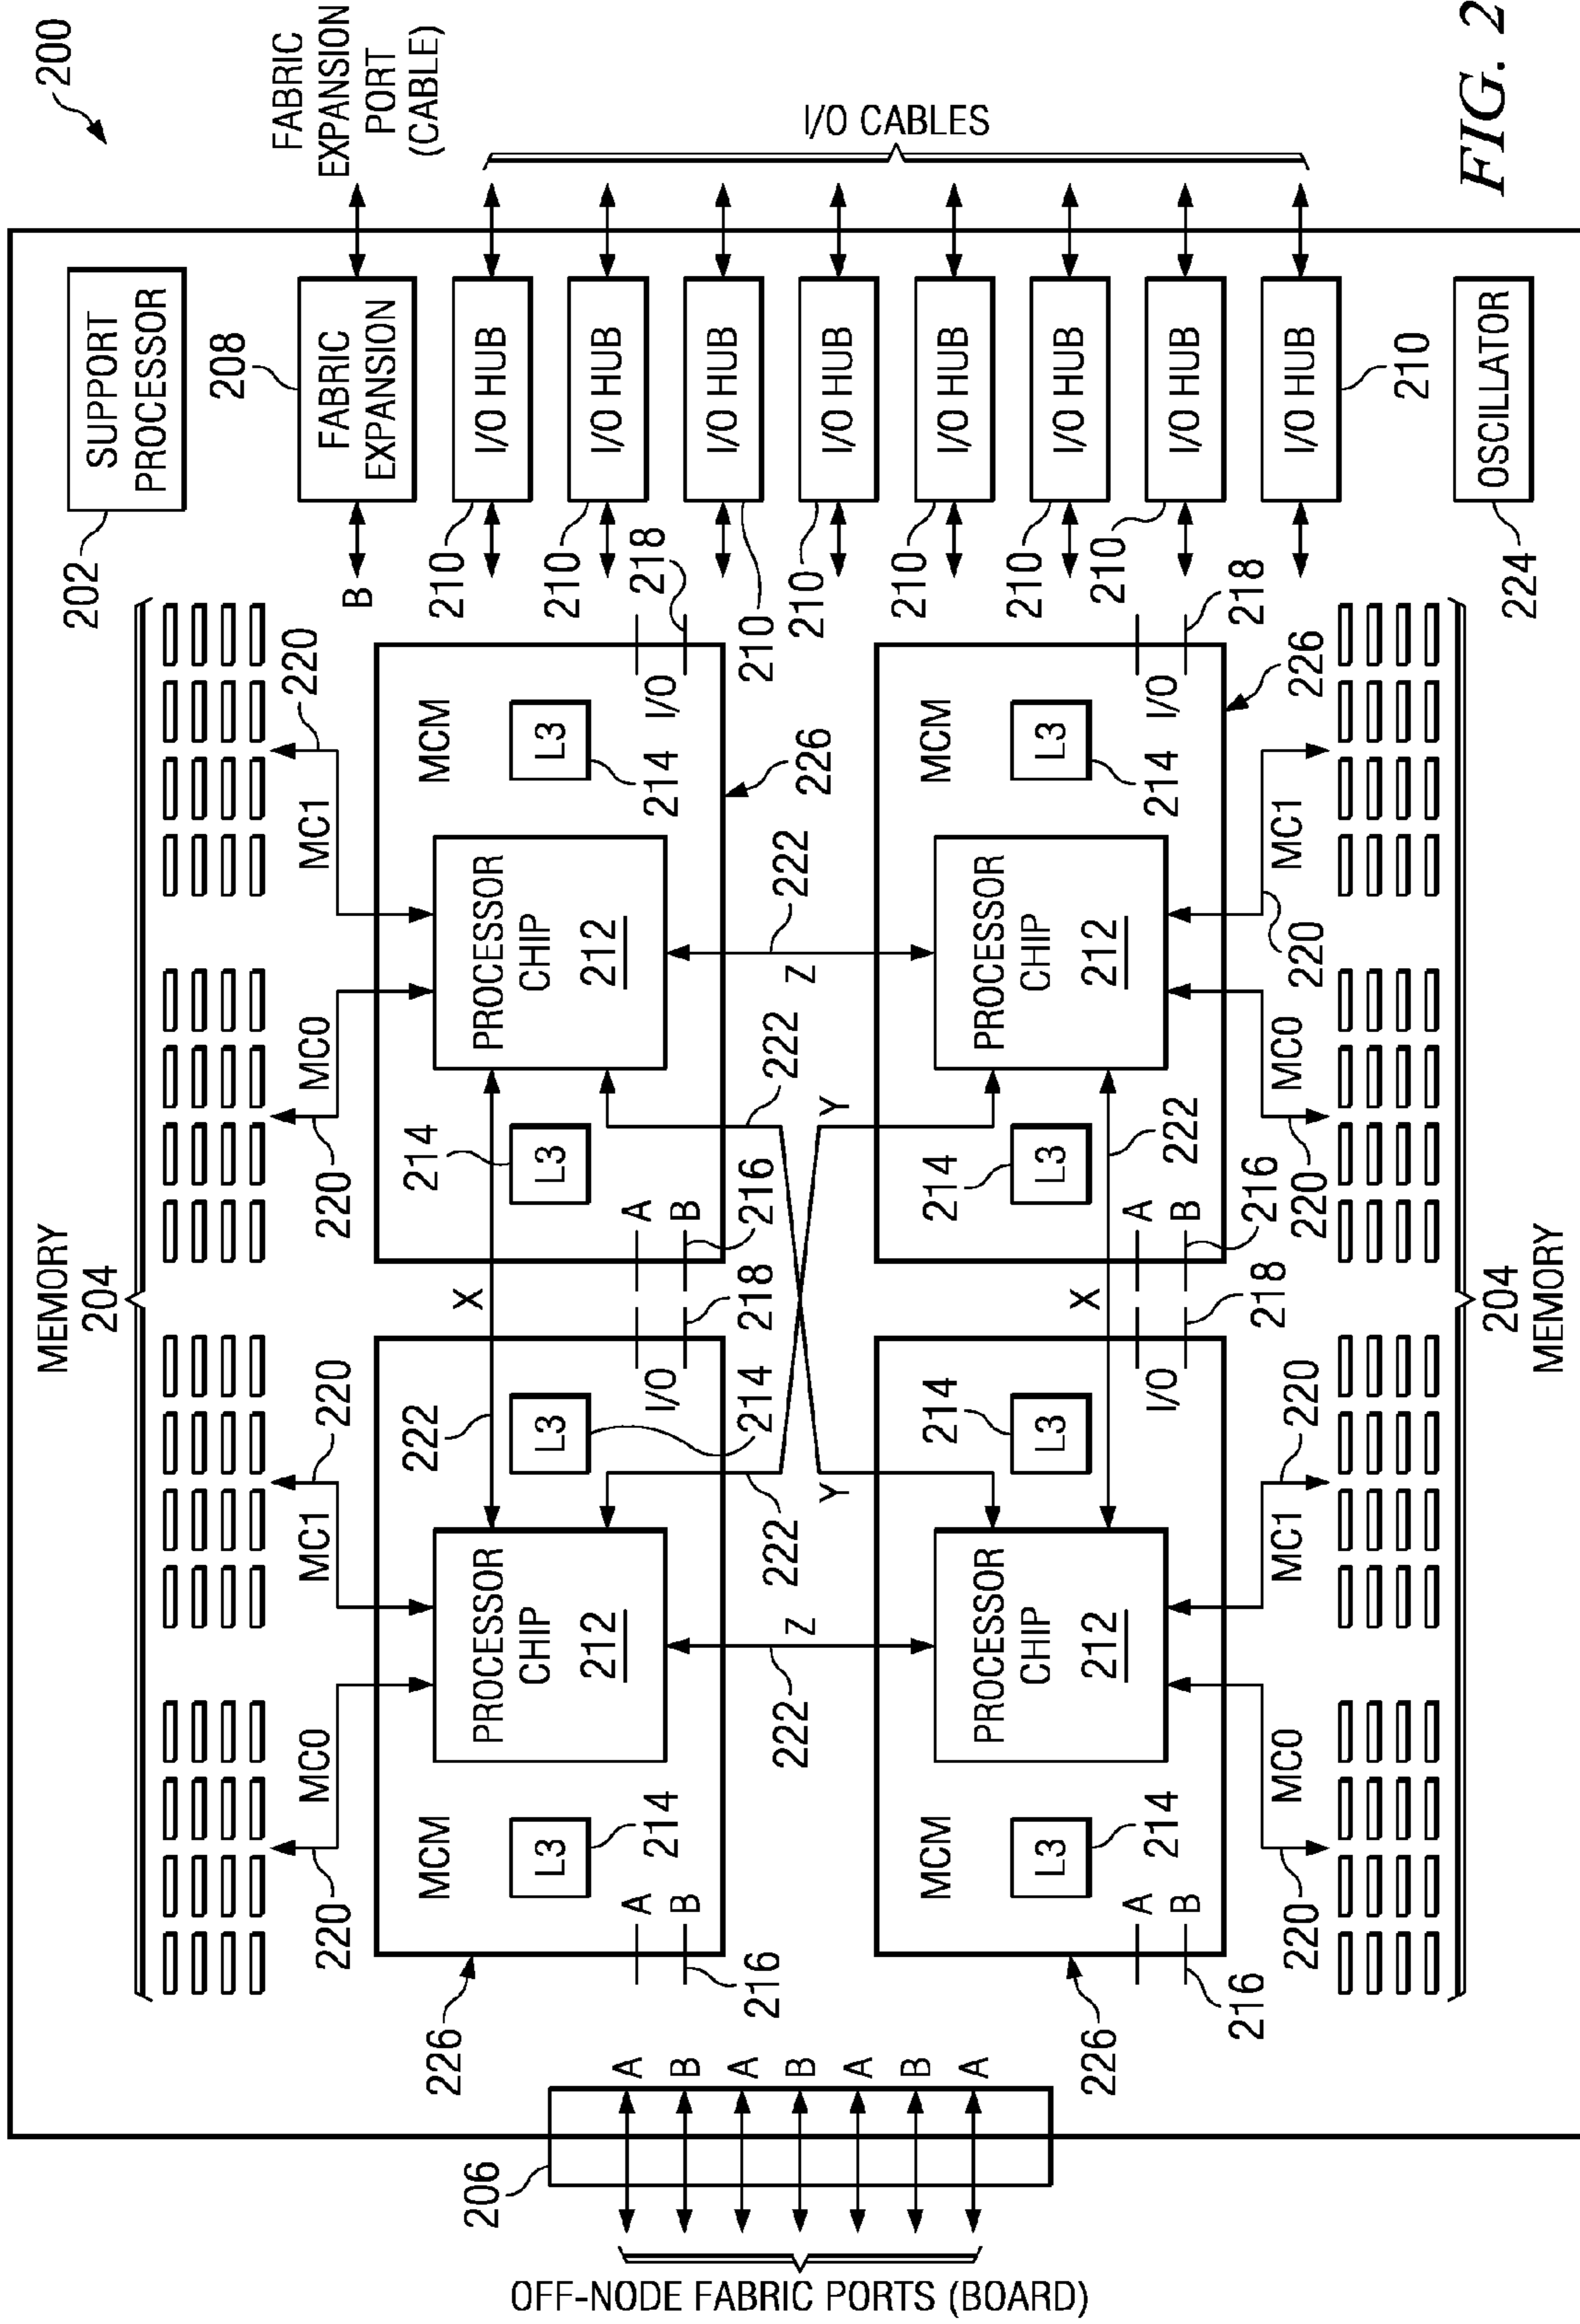 200
MEMORY
204
202
SUPPORT
PROCESSOR
208
FABRIC
EXPANSION
PORT
(CABLE)
220
MC0
MC1
220
220
MC0
MC1
220
B
FABRIC
EXPANSION
226
MCM
222
214
MCM
210
I/O HUB
206
PROCESSOR
CHIP
212
L3
L3
X
L3
PROCESSOR
CHIP
212
L3
210
I/O HUB
A
B
A
B
A
B
A
OFF-NODE FABRIC PORTS (BOARD)
A
B
214
I/O
A
B
214
I/O
218
216
214
218
216
210
I/O HUB
222
Z
222
Y
222
Y
222
Z
226
210
I/O HUB
I/O CABLES
MCM
214
214
MCM
210
I/O HUB
L3
PROCESSOR
CHIP
212
L3
L3
PROCESSOR
CHIP
212
L3
210
I/O HUB
226
A
B
214
X
I/O
A
B
222
214
I/O
210
I/O HUB
216
218
216
218
220
MC0
MC1
220
220
MC0
220
MC1
226
I/O HUB
210
204
MEMORY
224
OSCILLATOR
FIG. 2